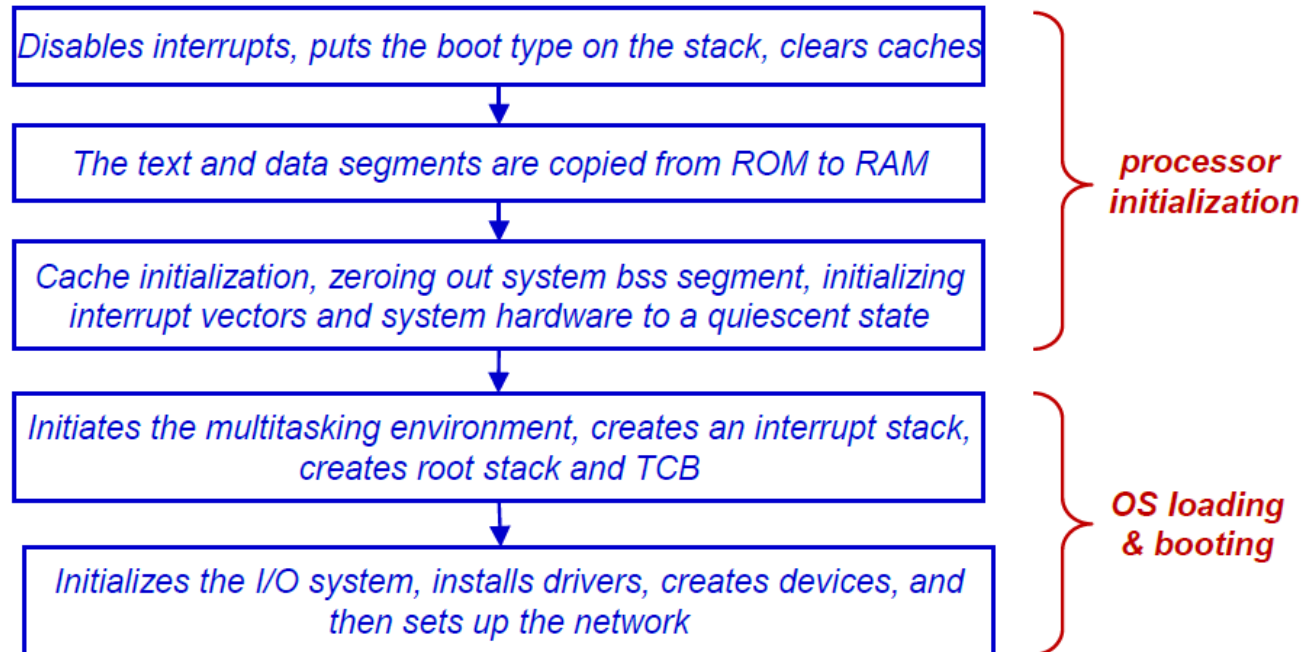 Disables interrupts, puts the boot type on the stack, clears caches
The text and data segments are copied from ROM to RAM
Cache initialization, zeroing out system bss segment, initializing
interrupt vectors and system hardware to a quiescent state
processor
initialization
Initiates the multitasking environment, creates an interrupt stack,
creates root stack and TCB
Initializes the I/O system, installs drivers, creates devices, and
then sets up the network
OS loading
& booting